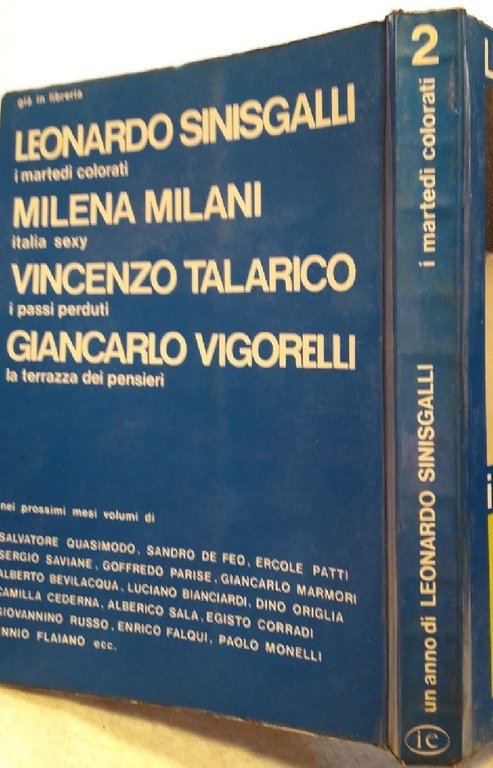 già in libreria
LEONARDO SINISGALLI
i martedì colorati
MILENA MILANI
italia sexy
VINCENZO TALARICO
i passi perduti
GIANCARLO VIGORELLI
la terrazza dei pensieri
nei prossimi mesi volumi di
SALVATORE QUASIMODO, SANDRO DE FEO, ERCOLE PATTI
SERGIO SAVIANE, GOFFREDO PARISE, GIANCARLO MARMORI
ALBERTO BEVILACQUA, LUCIANO BIANCIARDI, DINO ORIGLIA
CAMILLA CEDERNA, ALBERICO SALA, EGISTO CORRADI
GIOVANNINO RUSSO, ENRICO FALQUI, PAOLO MONELLI
ENNIO FLAIANO ecc.
un anno di LEONARDO SINISGALLI i martedì colorati 2
le